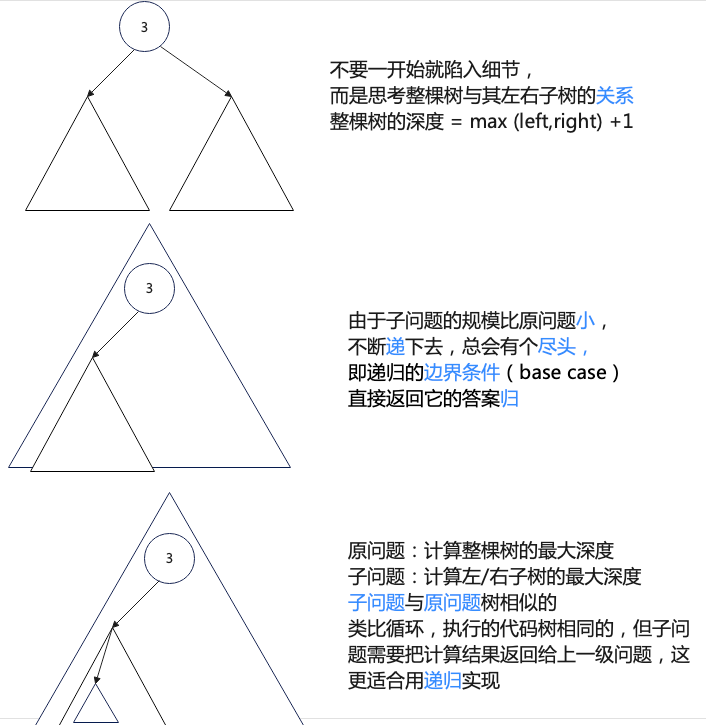 3
不要一开始就陷入细节，
而是思考整棵树与其左右子树的关系
整棵树的深度 = max (left,right) +1
3
由于子问题的规模比原问题小，
不断递下去，总会有个尽头，
即递归的边界条件（base case）
直接返回它的答案归
3
原问题：计算整棵树的最大深度
子问题：计算左/右子树的最大深度
子问题与原问题树相似的
类比循环，执行的代码树相同的，但子问
题需要把计算结果返回给上一级问题，这
更适合用递归实现